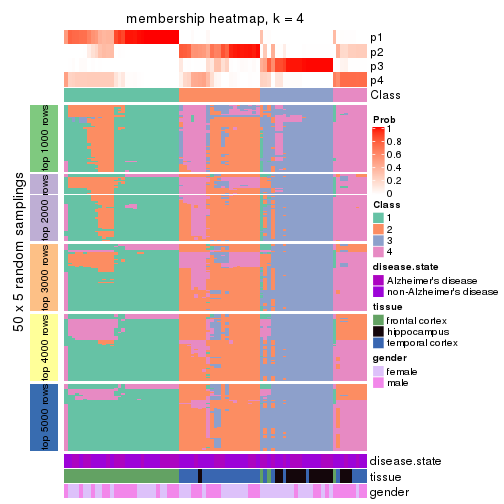 membership heatmap, k = 4
p1
p2
p3
p4
Class
50 x 5 random samplings
top 1000 rows
top 2000 rows
top 3000 rows
top 4000 rows
top 5000 rows
Prob
1
0.8
0.6
0.4
0.2
0
Class
1
2
3
4
disease.state
Alzheimer's disease
non-Alzheimer's disease
tissue
frontal cortex
hippocampus
temporal cortex
gender
female
male
disease.state
tissue
gender